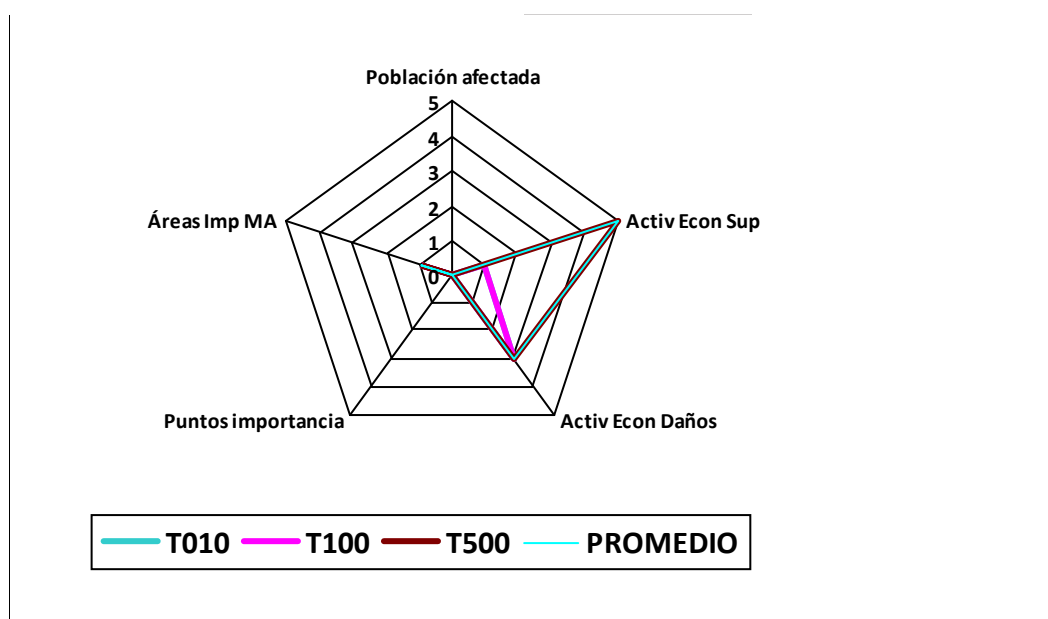 Población afectada
5
4
3
2
1
0
Áreas Imp MA
Activ Econ Sup
Puntos importancia
Activ Econ Daños
T010 T100 T500 PROMEDIO